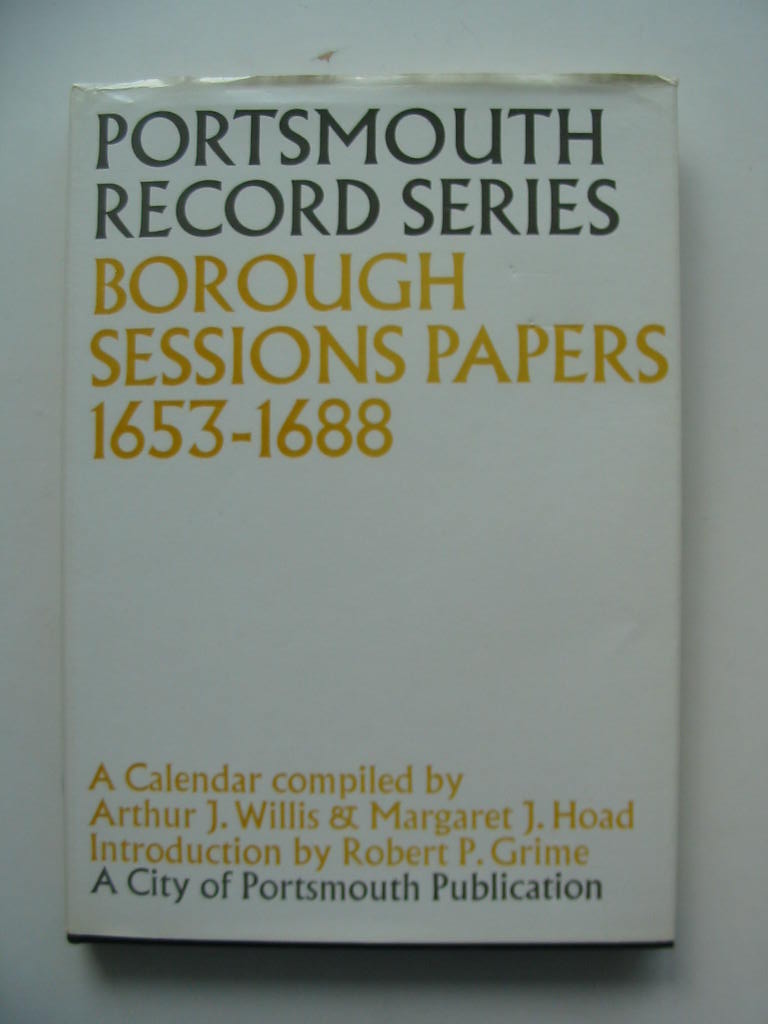 PORTSMOUTH
RECORD SERIES
BOROUGH
SESSIONS PAPERS
1653-1688
A Calendar compiled by
Arthur J. Willis & Margaret J. Hoad
Introduction by Robert P. Grime
A City of Portsmouth Publication